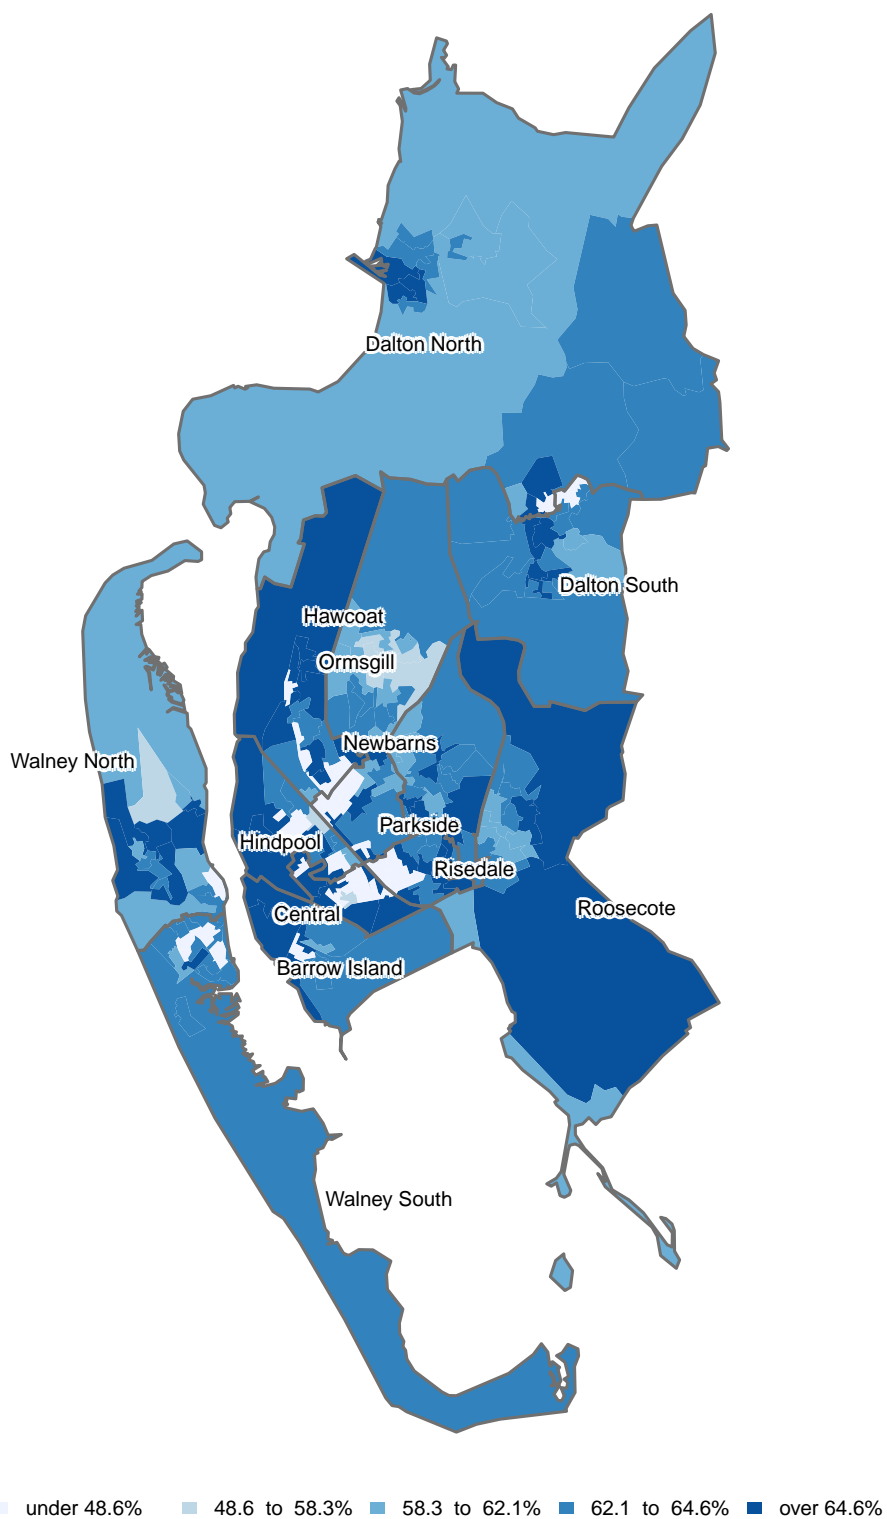 Dalton North
Dalton South
Hawcoat
Ormsgill
Newbarns
Walney North
Parkside
Hindpool
Risedale
Roosecote
Central
Barrow Island
Walney South
under 48.6% 48.6 to 58.3% 58.3 to 62.1% 62.1 to 64.6% over 64.6%